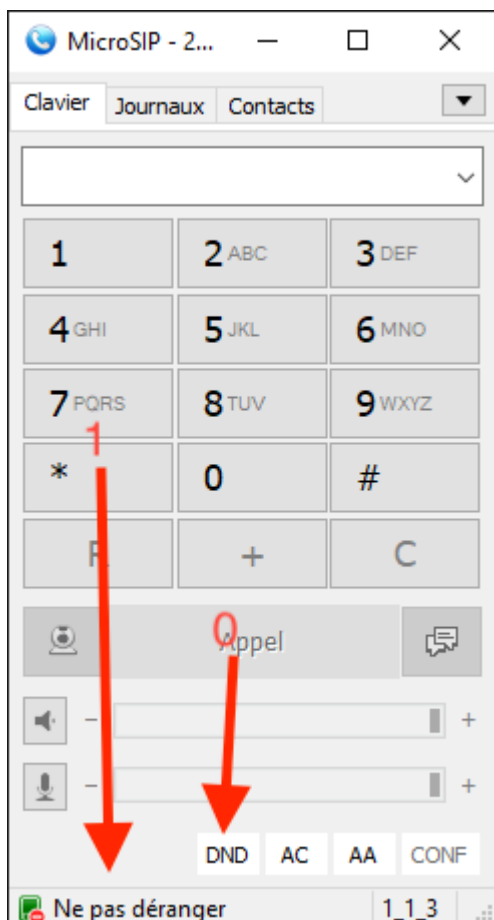 MicroSIP - 2...
Clavier Journaux Contacts
1 2 ABC 3 DEF
4 GHI 5 JKL 6 MNO
7 PQRS 8 TUV 9 WXYZ
1
* 0 #
R + C
0
Appel
- +
- +
DND AC AA CONF
Ne pas déranger 1_1_3